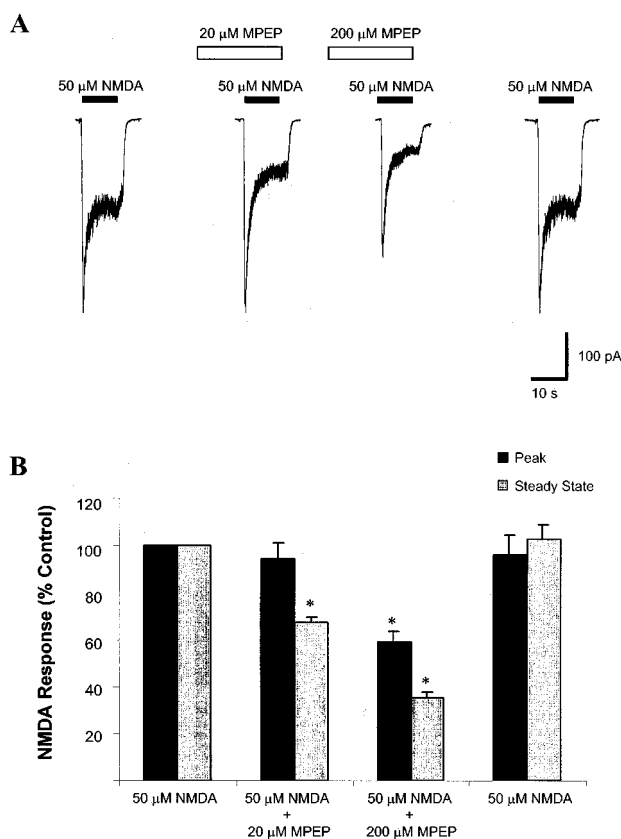 A
20 µM MPEP
200 µM MPEP
50 µM NMDA
50 µM NMDA
50 µM NMDA
50 µM NMDA
100 pA
10 s
B
Peak
Steady State
NMDA Response (% Control)
120
100
80
60
40
20
*
*
*
50 µM NMDA
50 µM NMDA
+
20 µM MPEP
50 µM NMDA
+
200 µM MPEP
50 µM NMDA